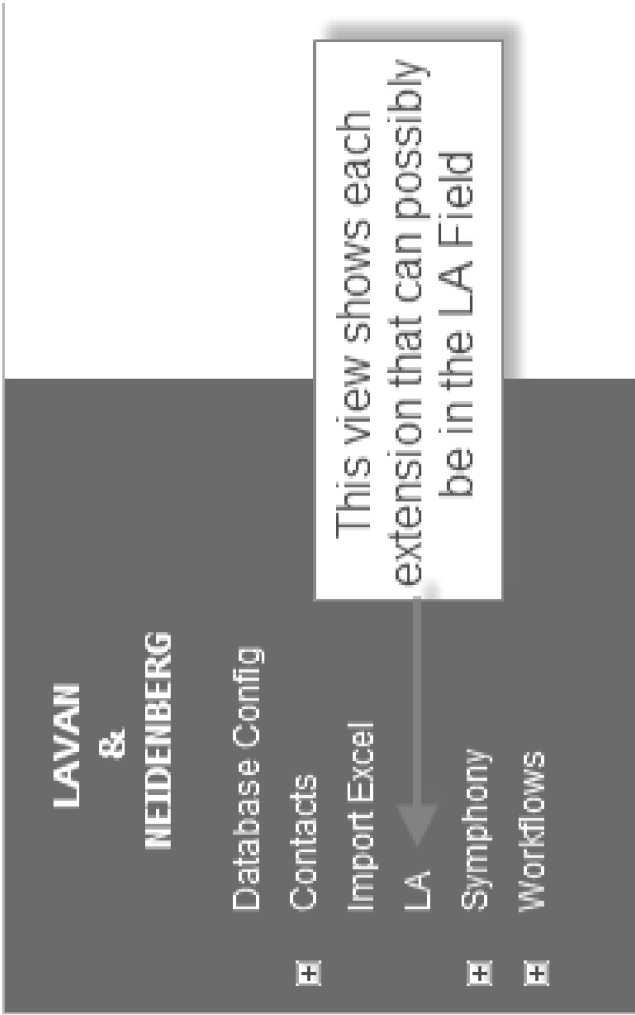 LAVAN
&
NEIDENBERG
Database Config
Contacts
Import Excel
LA
Symphony
Workflows
This view shows each
extension that can possibly
be in the LA Field